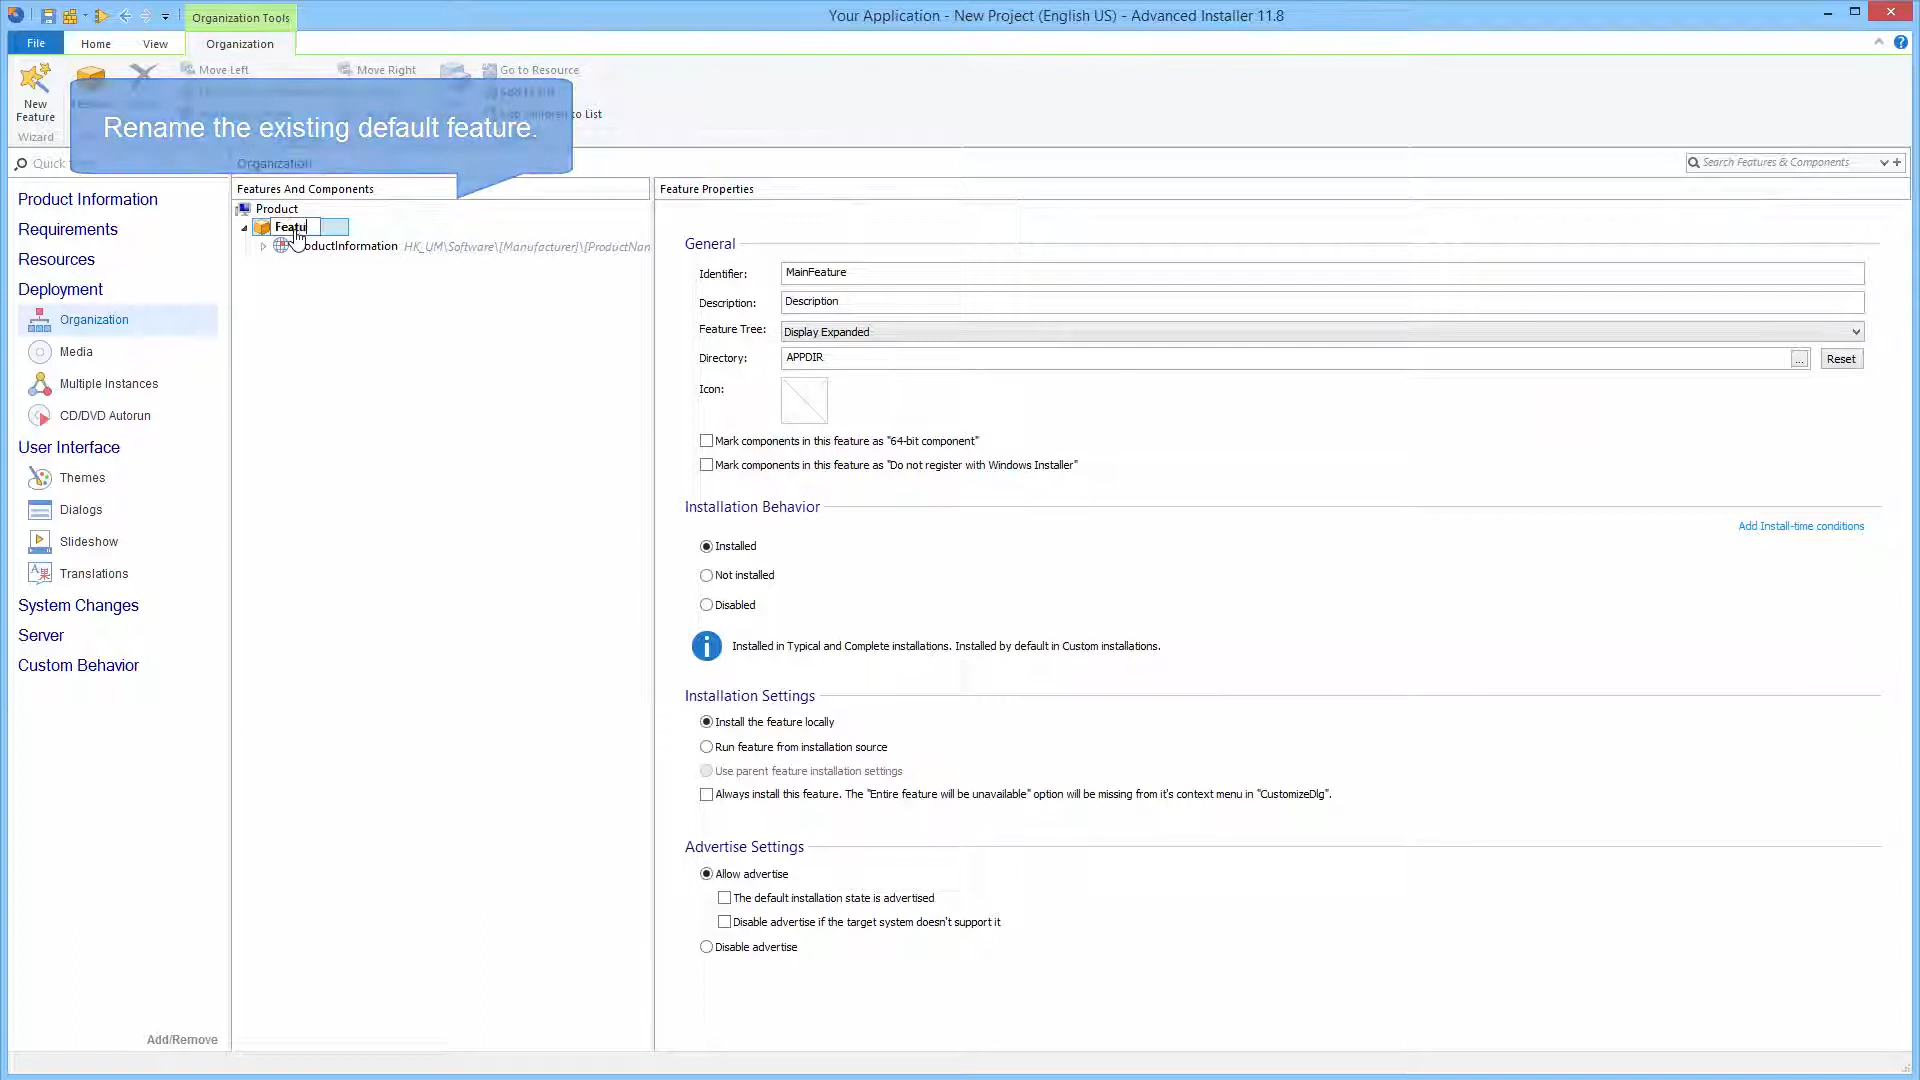 Organization Tools
Your Application - New Project (English US) - Advanced Installer 11.8
File
Home
View
Organization
New
Feature
Wizard
Move Left
Move Right
Go to Resource
to List
Rename the existing default feature.
Quick
Organization
Search Features & Components
Product Information
Requirements
Resources
Deployment
Organization
Media
Multiple Instances
CD/DVD Autorun
User Interface
Themes
Dialogs
Slideshow
Translations
System Changes
Server
Custom Behavior
Add/Remove
Features And Components
Product
Featu
oductInformation HK_UM\Software\[Manufacturer]\[ProductNan
Feature Properties
General
Identifier: MainFeature
Description: Description
Feature Tree: Display Expanded
Directory: APPDIR ... Reset
Icon:
Mark components in this feature as "64-bit component"
Mark components in this feature as "Do not register with Windows Installer"
Installation Behavior
Add Install-time conditions
Installed
Not installed
Disabled
Installed in Typical and Complete installations. Installed by default in Custom installations.
Installation Settings
Install the feature locally
Run feature from installation source
Use parent feature installation settings
Always install this feature. The "Entire feature will be unavailable" option will be missing from it's context menu in "CustomizeDlg".
Advertise Settings
Allow advertise
The default installation state is advertised
Disable advertise if the target system doesn't support it
Disable advertise